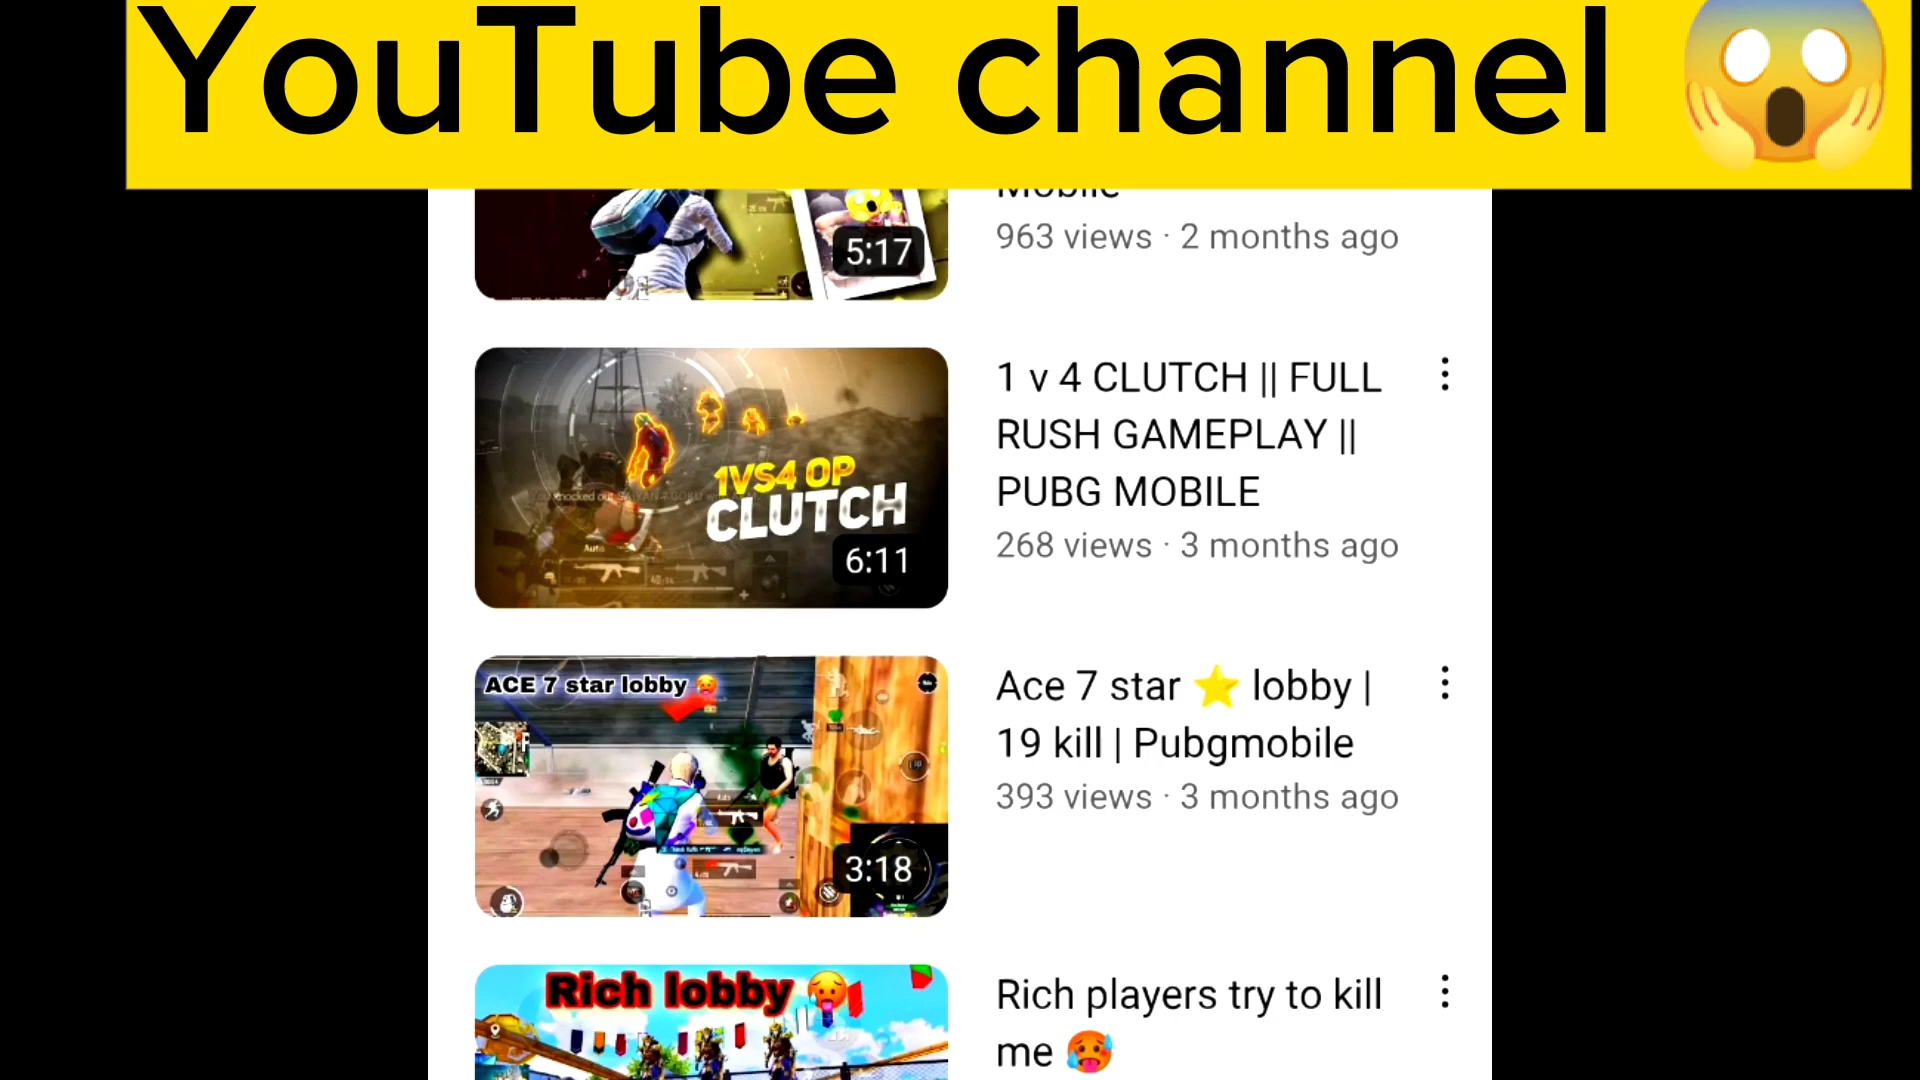 YouTube channel 😱
Mobile
963 views · 2 months ago
5:17
1 v 4 CLUTCH || FULL
RUSH GAMEPLAY ||
PUBG MOBILE
268 views · 3 months ago
1VS4 OP
CLUTCH
Auto
6:11
Ace 7 star ⭐ lobby |
19 kill | Pubgmobile
393 views · 3 months ago
ACE 7 star lobby 🥵
3:18
Rich players try to kill
me 🥵
Rich lobby 🥵